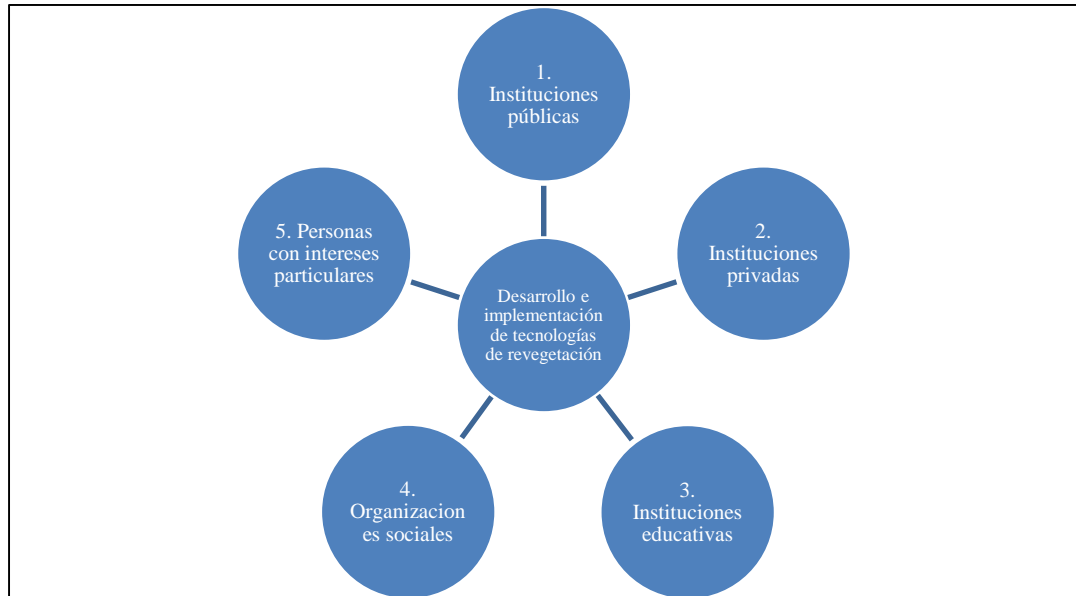 1.
Instituciones
públicas
2.
Instituciones
privadas
3.
Instituciones
educativas
4.
Organizacion
es sociales
5. Personas
con intereses
particulares
Desarrollo e
implementación
de tecnologías
de revegetación